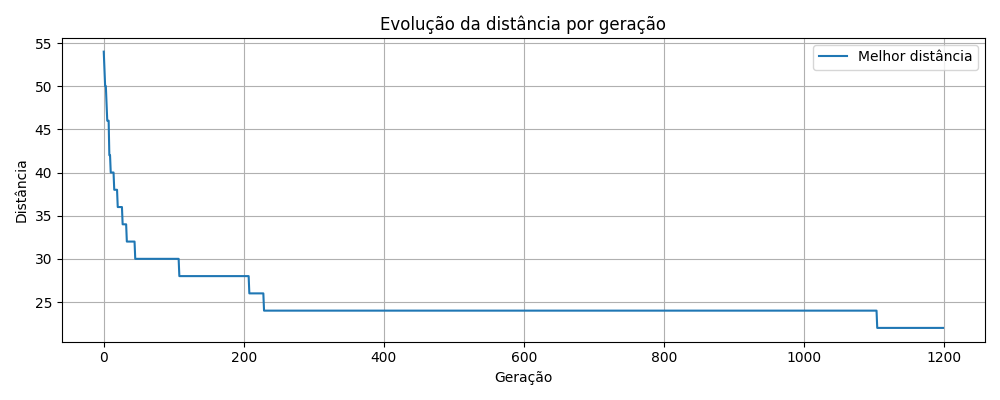 Evolução da distância por geração
Melhor distância
55
50
45
40
35
30
25
Distância
0 200 400 600 800 1000 1200
Geração